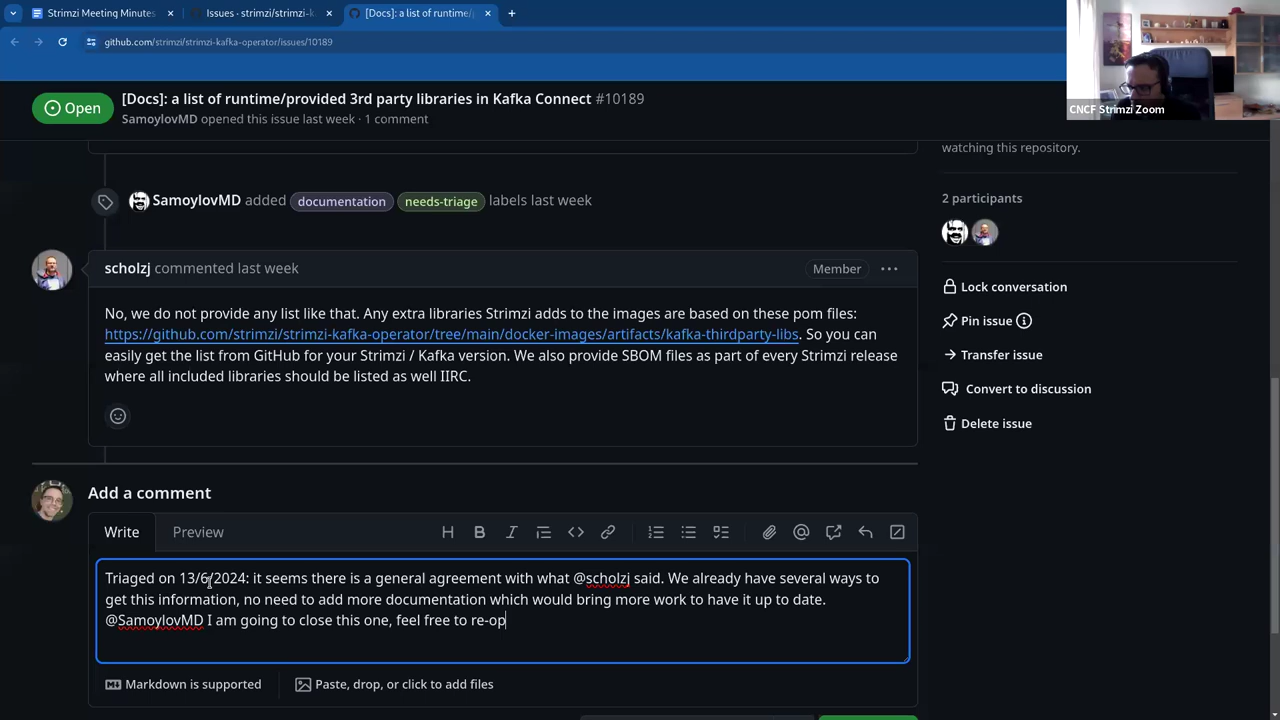 Strimzi Meeting Minutes
Issues · strimzi/strimzi-k
[Docs]: a list of runtime/p
github.com/strimzi/strimzi-kafka-operator/issues/10189
CNCF Strimzi Zoom
Open
[Docs]: a list of runtime/provided 3rd party libraries in Kafka Connect #10189
SamoylovMD opened this issue last week · 1 comment
watching this repository.
SamoylovMD added documentation needs-triage labels last week
2 participants
scholzj commented last week
Member
Lock conversation
No, we do not provide any list like that. Any extra libraries Strimzi adds to the images are based on these pom files:
https://github.com/strimzi/strimzi-kafka-operator/tree/main/docker-images/artifacts/kafka-thirdparty-libs. So you can
easily get the list from GitHub for your Strimzi / Kafka version. We also provide SBOM files as part of every Strimzi release
where all included libraries should be listed as well IIRC.
Pin issue
Transfer issue
Convert to discussion
Delete issue
Add a comment
Write
Preview
Triaged on 13/6/2024: it seems there is a general agreement with what @scholzj said. We already have several ways to
get this information, no need to add more documentation which would bring more work to have it up to date.
@SamoylovMD I am going to close this one, feel free to re-op
Markdown is supported
Paste, drop, or click to add files